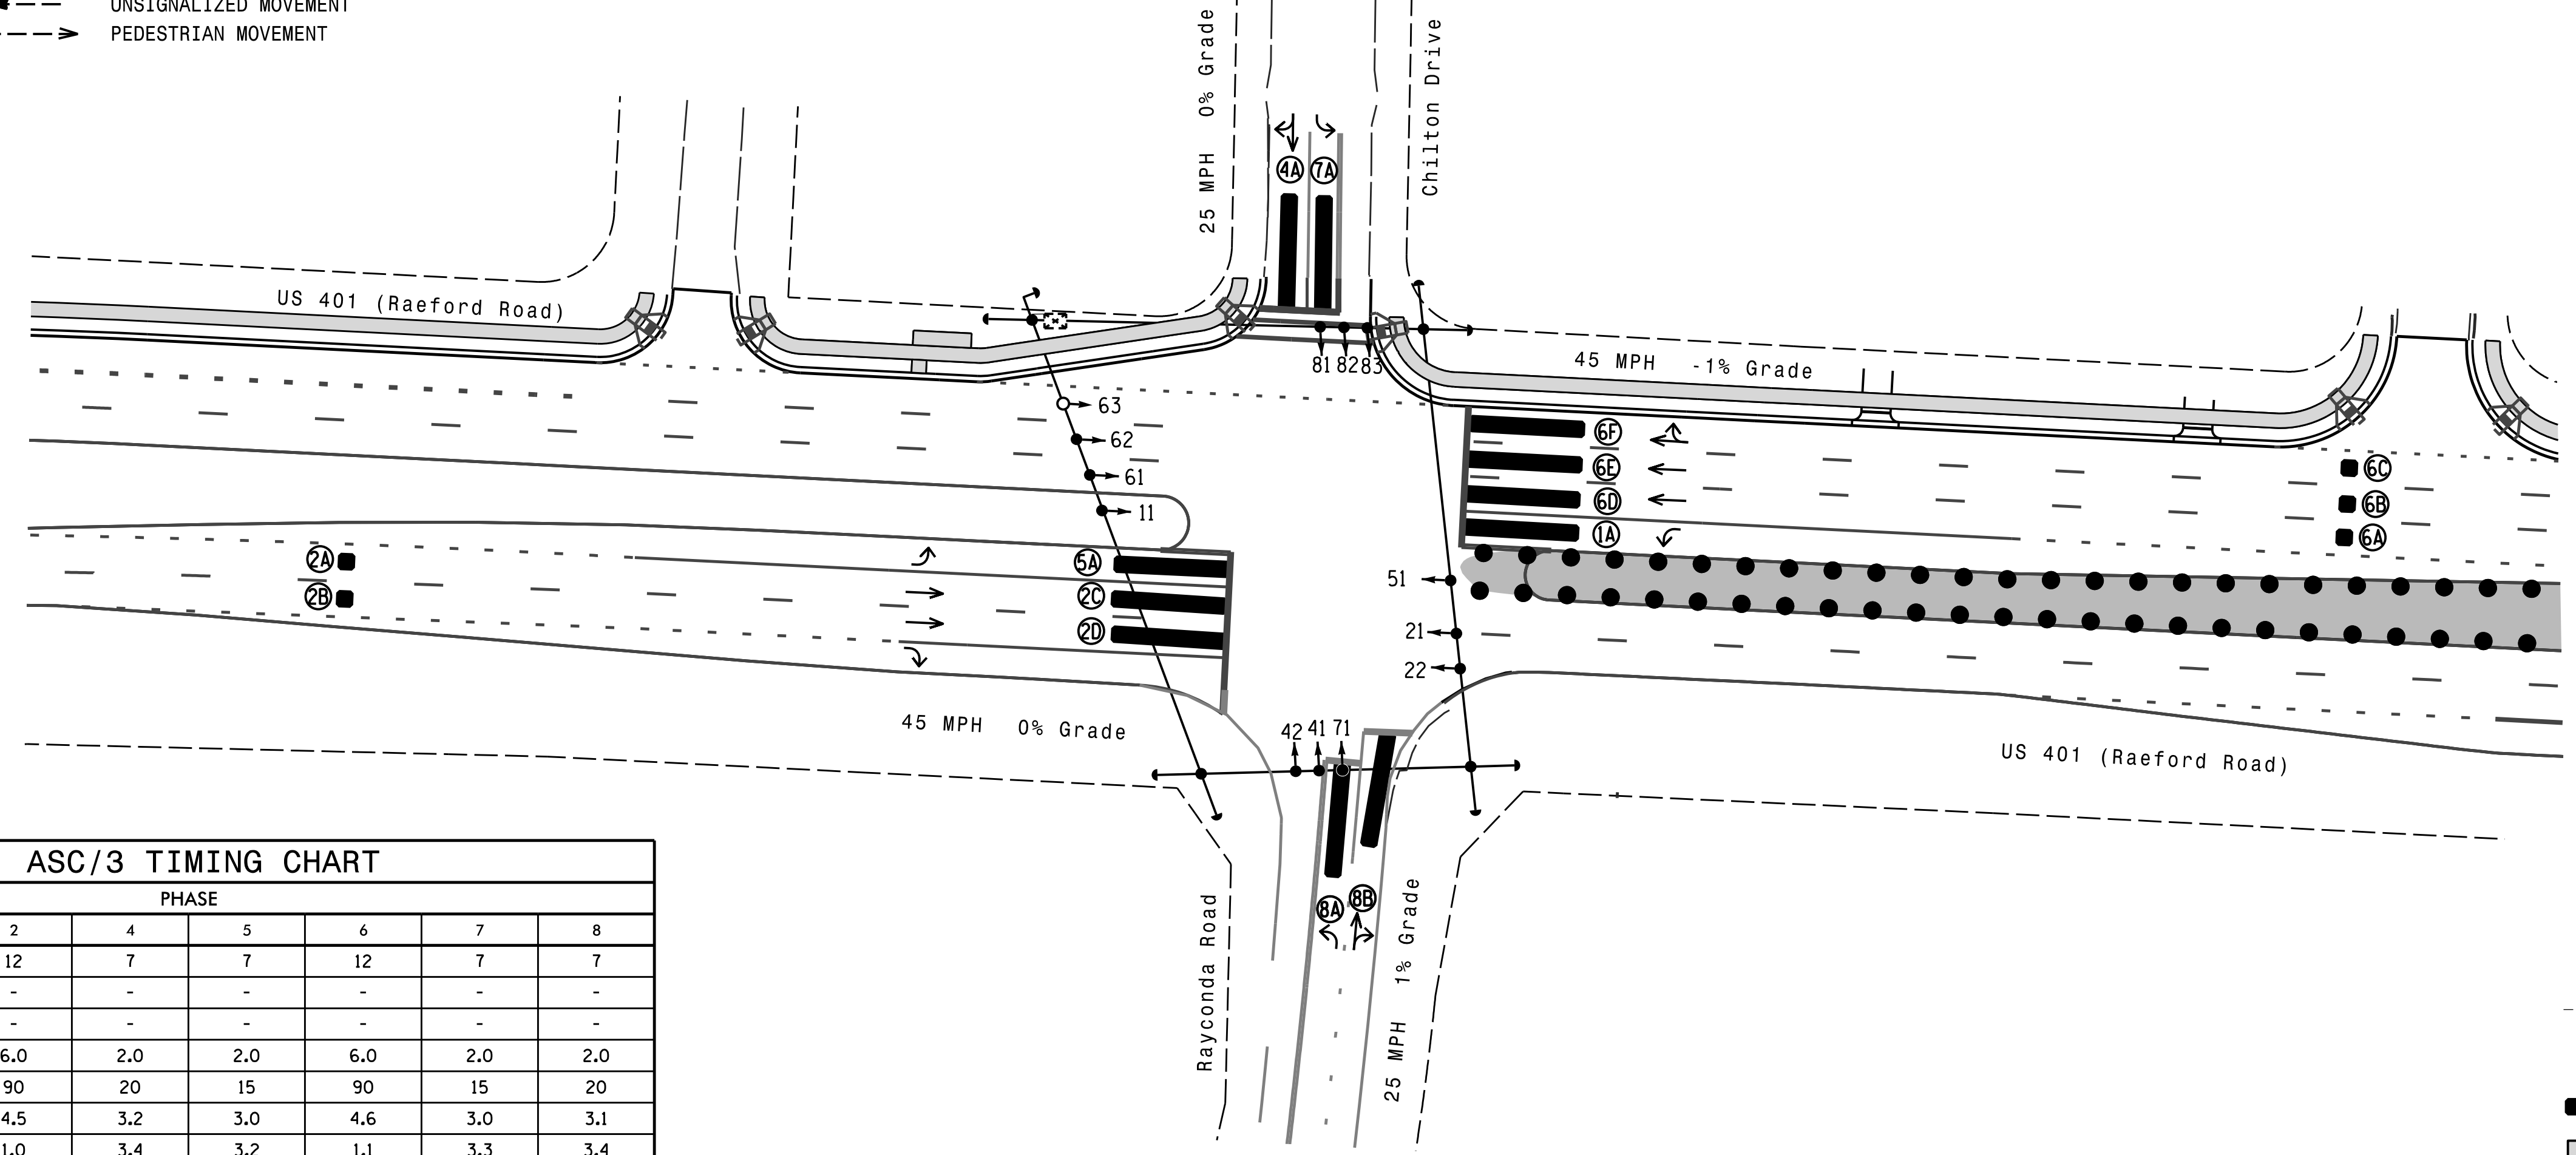 UNSIGNALIZED MOVEMENT
PEDESTRIAN MOVEMENT
25 MPH 0% Grade
Chilton Drive
4A 7A
US 401 (Raeford Road)
81 82 83
45 MPH -1% Grade
63
62
61
11
6F
6E
6D
1A
6C
6B
6A
2A
2B
5A
2C
2D
51
21
22
45 MPH 0% Grade
42 41 71
US 401 (Raeford Road)
8A 8B
Rayconda Road
25 MPH 1% Grade
ASC/3 TIMING CHART
PHASE
2 4 5 6 7 8
12 7 7 12 7 7
- - - - - -
- - - - - -
6.0 2.0 2.0 6.0 2.0 2.0
90 20 15 90 15 20
4.5 3.2 3.0 4.6 3.0 3.1
1.0 3.4 3.2 1.1 3.3 3.4